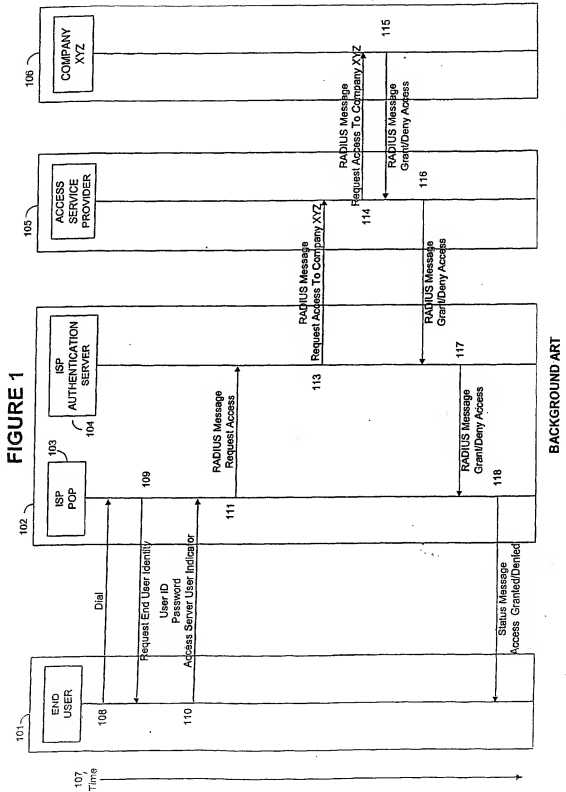 FIGURE 1
101
END
USER
102
103
ISP
POP
104
ISP
AUTHENTICATION
SERVER
105
ACCESS
SERVICE
PROVIDER
106
COMPANY
XYZ
107
Time
108
Dial
109
Request End User Identity
110
User ID
Password
Access Server User Indicator
111
RADIUS Message
Request Access
113
RADIUS Message
Request Access To Company XYZ
114
RADIUS Message
Request Access To Company XYZ
115
RADIUS Message
Grant/Deny Access
116
RADIUS Message
Grant/Deny Access
117
RADIUS Message
Grant/Deny Access
118
Status Message
Access Granted/Denied
BACKGROUND ART